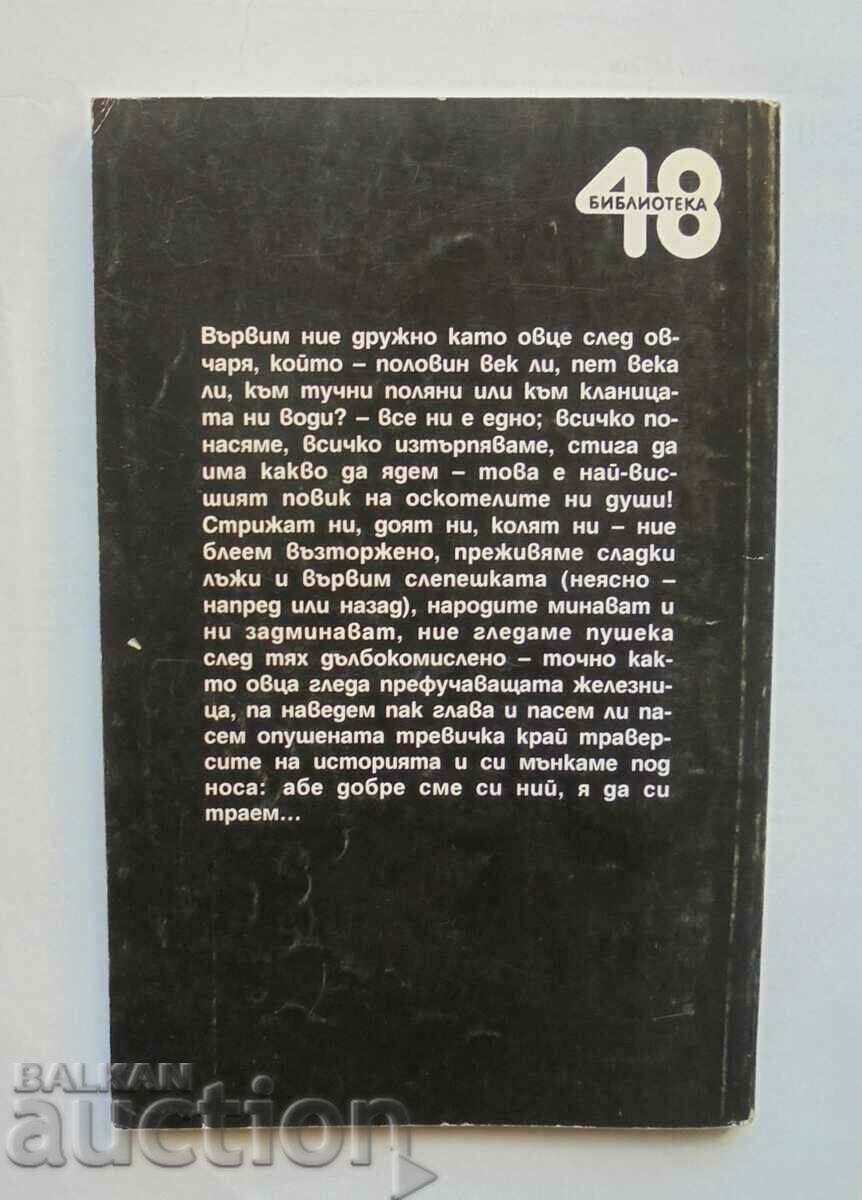 48
БИБЛИОТЕКА
Вървим ние дружно като овце след ов-
чаря, който – половин век ли, пет века
ли, към тучни поляни или към кланица-
та ни води? – все ни е едно; всичко по-
насяме, всичко изтърпяваме, стига да
има какво да ядем – това е най-вис-
шият повик на оскотелите ни души!
Стрижат ни, доят ни, колят ни – ние
блеем възторжено, преживяме сладки
лъжи и вървим слепешката (неясно –
напред или назад), народите минават и
ни задминават, ние гледаме пушека
след тях дълбокомислено – точно как-
то овца гледа префучаващата железни-
ца, па наведем пак глава и пасем ли па-
сем опушената тревичка край травер-
сите на историята и си мънкаме под
носа: абе добре сме си ний, я да си
траем...
BALKAN
auction